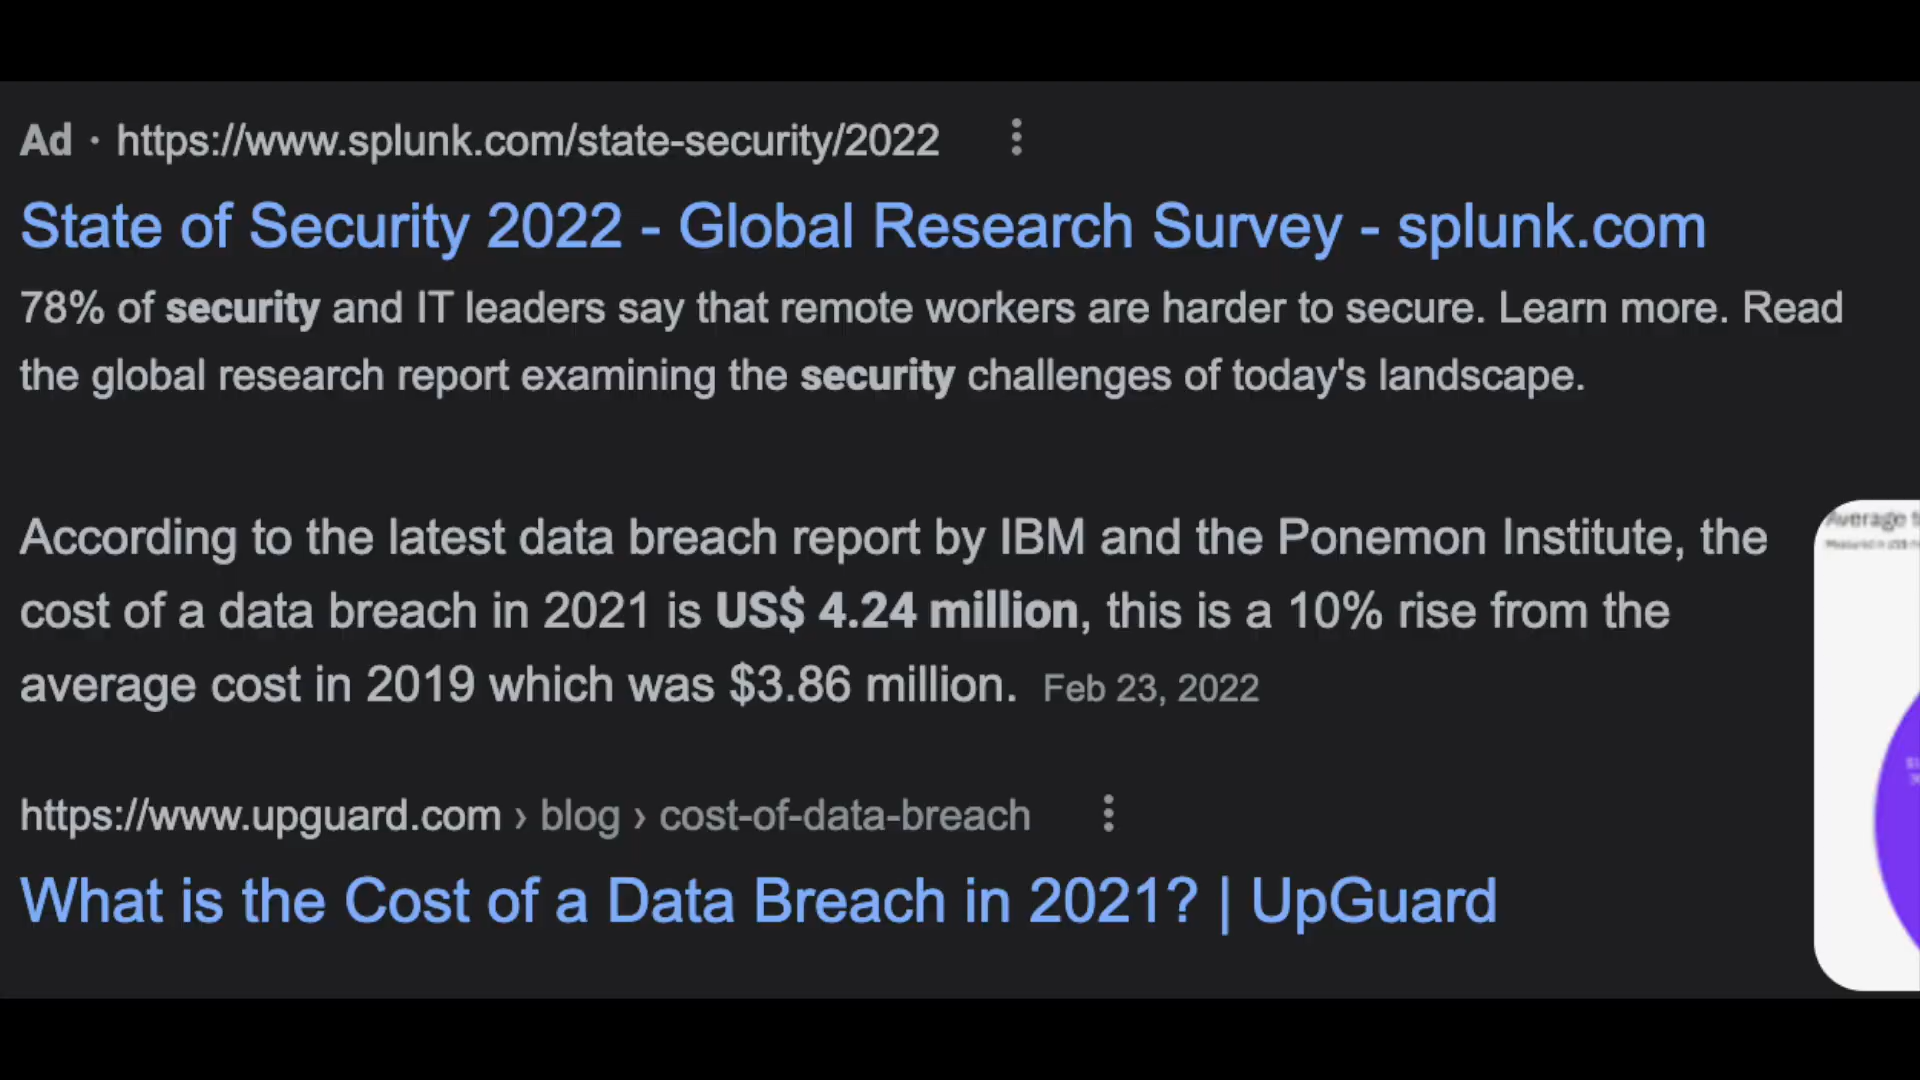 Ad · https://www.splunk.com/state-security/2022
State of Security 2022 - Global Research Survey - splunk.com
78% of security and IT leaders say that remote workers are harder to secure. Learn more. Read
the global research report examining the security challenges of today's landscape.
According to the latest data breach report by IBM and the Ponemon Institute, the
cost of a data breach in 2021 is US$ 4.24 million, this is a 10% rise from the
average cost in 2019 which was $3.86 million. Feb 23, 2022
Average
https://www.upguard.com › blog › cost-of-data-breach
What is the Cost of a Data Breach in 2021? | UpGuard